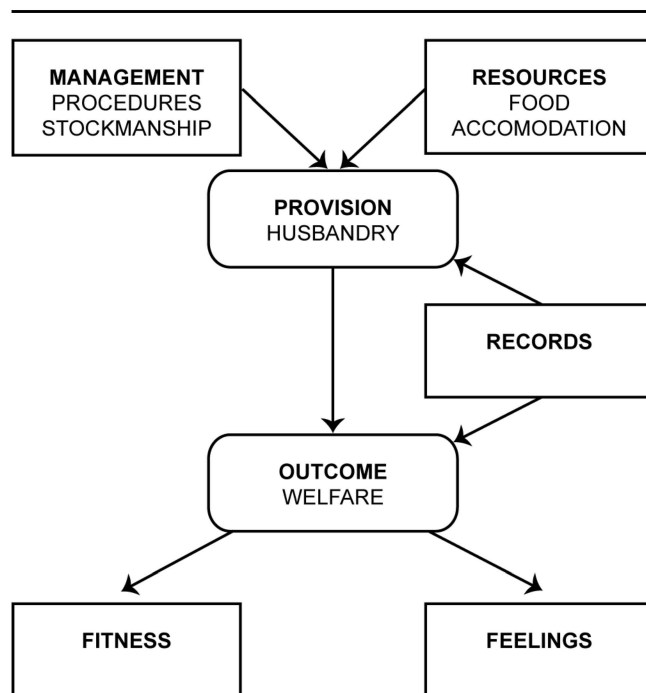 MANAGEMENT
PROCEDURES
STOCKMANSHIP
RESOURCES
FOOD
ACCOMODATION
PROVISION
HUSBANDRY
RECORDS
OUTCOME
WELFARE
FITNESS
FEELINGS